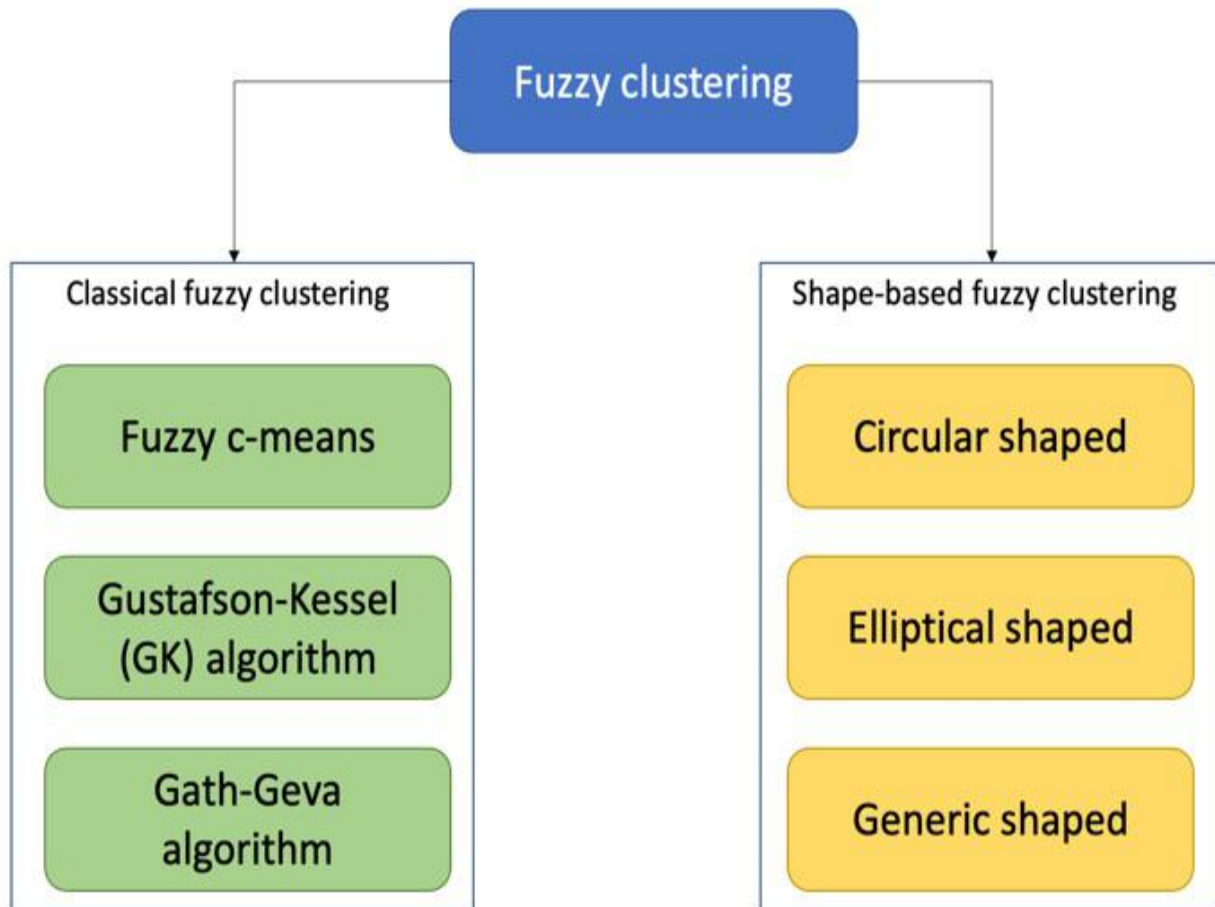 Fuzzy clustering
Classical fuzzy clustering
Fuzzy c-means
Gustafson-Kessel
(GK) algorithm
Gath-Geva
algorithm
Shape-based fuzzy clustering
Circular shaped
Elliptical shaped
Generic shaped